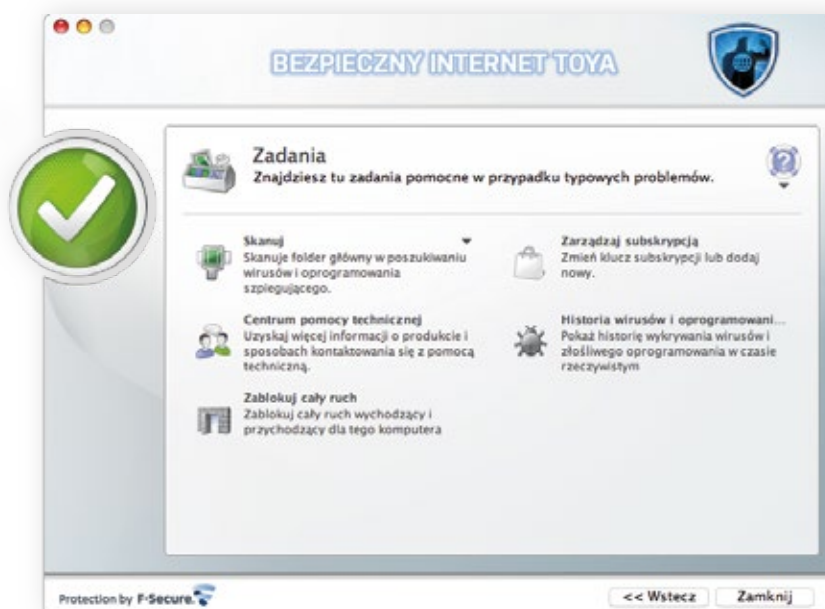 BEZPIECZNY INTERNET TOYA
Zadania
Znajdziesz tu zadania pomocne w przypadku typowych problemów.
Skanuj
Skanuje folder główny w poszukiwaniu
wirusów i oprogramowania
szpiegującego.
Zarządzaj subskrypcją
Zmień klucz subskrypcji lub dodaj
nowy.
Centrum pomocy technicznej
Uzyskaj więcej informacji o produkcie i
sposobach kontaktowania się z pomocą
techniczną.
Historia wirusów i oprogramowani...
Pokaż historię wykrywania wirusów i
złośliwego oprogramowania w czasie
rzeczywistym
Zablokuj cały ruch
Zablokuj cały ruch wychodzący i
przychodzący dla tego komputera
Protection by F-Secure.
<< Wstecz
Zamknij